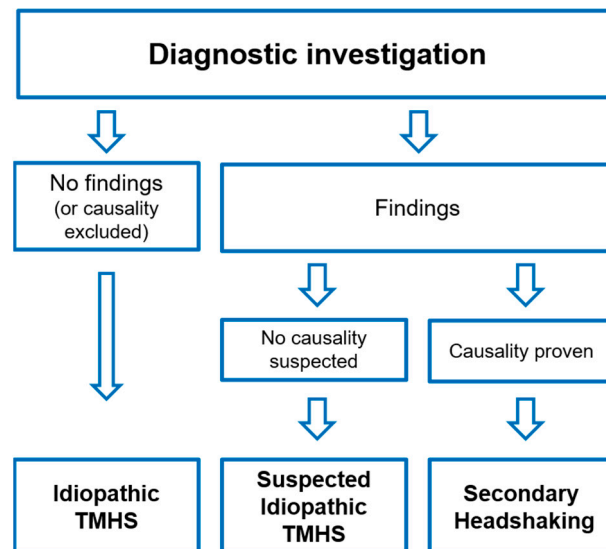 Diagnostic investigation
No findings
(or causality
excluded)
Findings
No causality
suspected
Causality proven
Idiopathic
TMHS
Suspected
Idiopathic
TMHS
Secondary
Headshaking